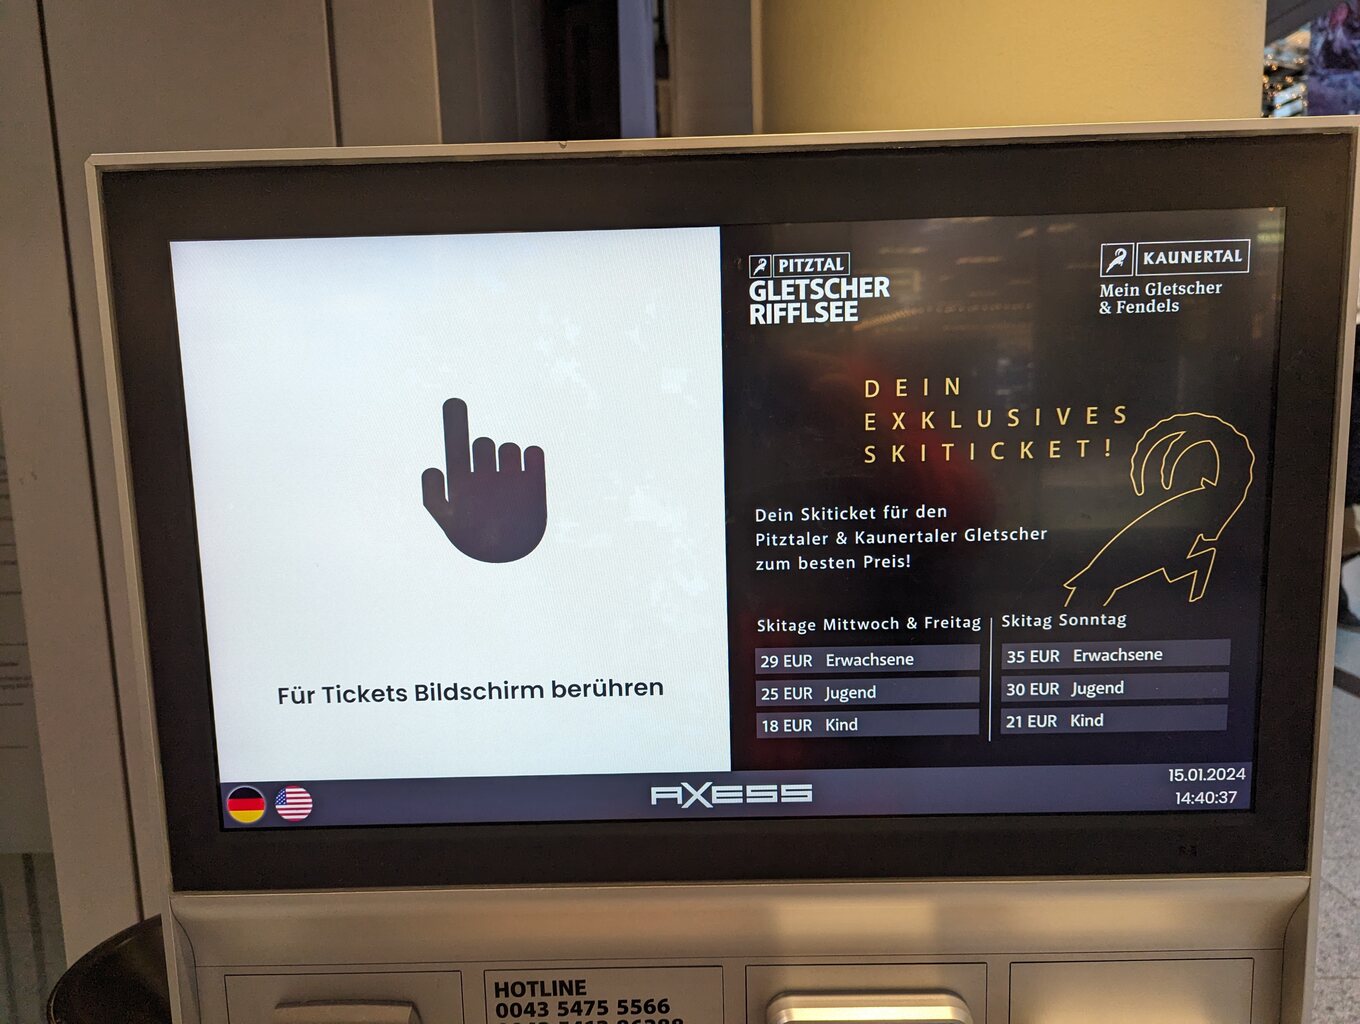 PITZTAL
GLETSCHER
RIFFLSEE
KAUNERTAL
Mein Gletscher
& Fendels
DEIN
EXKLUSIVES
SKITICKET!
Dein Skiticket für den
Pitztaler & Kaunertaler Gletscher
zum besten Preis!
Skitage Mittwoch & Freitag
29 EUR Erwachsene
25 EUR Jugend
18 EUR Kind
Skitag Sonntag
35 EUR Erwachsene
30 EUR Jugend
21 EUR Kind
Für Tickets Bildschirm berühren
AXESS
15.01.2024
14:40:37
HOTLINE
0043 5475 5566